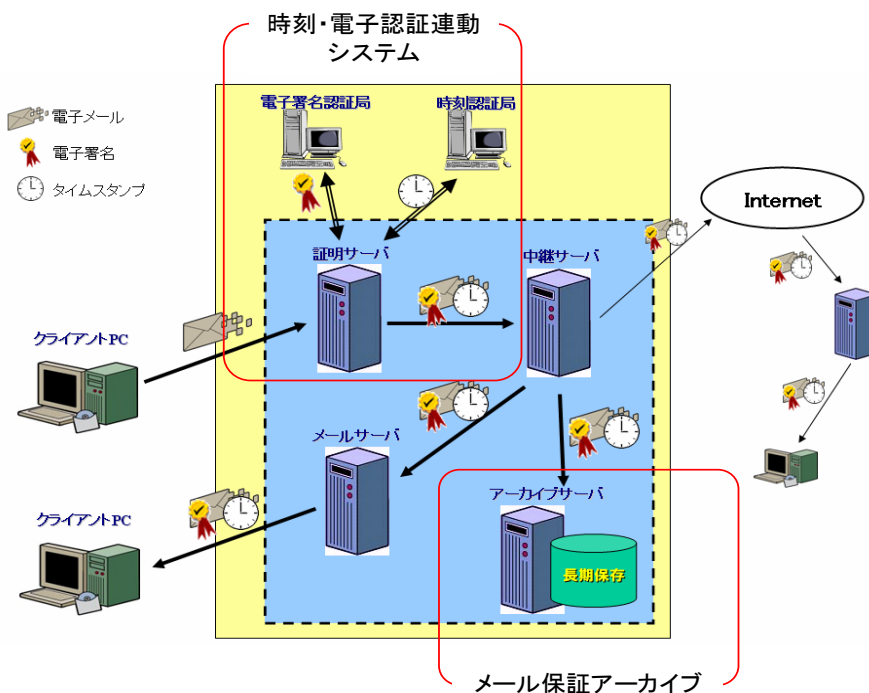 時刻・電子認証連動
システム
電子署名認証局
時刻認証局
電子メール
電子署名
タイムスタンプ
Internet
証明サーバ
中継サーバ
クライアントPC
メールサーバ
アーカイブサーバ
クライアントPC
長期保存
メール保証アーカイブ